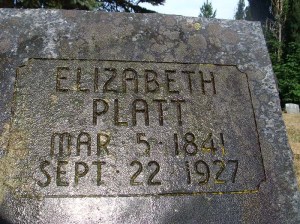 ELIZABETH
PLATT
MAR 5 · 1841
SEPT · 22 · 1927